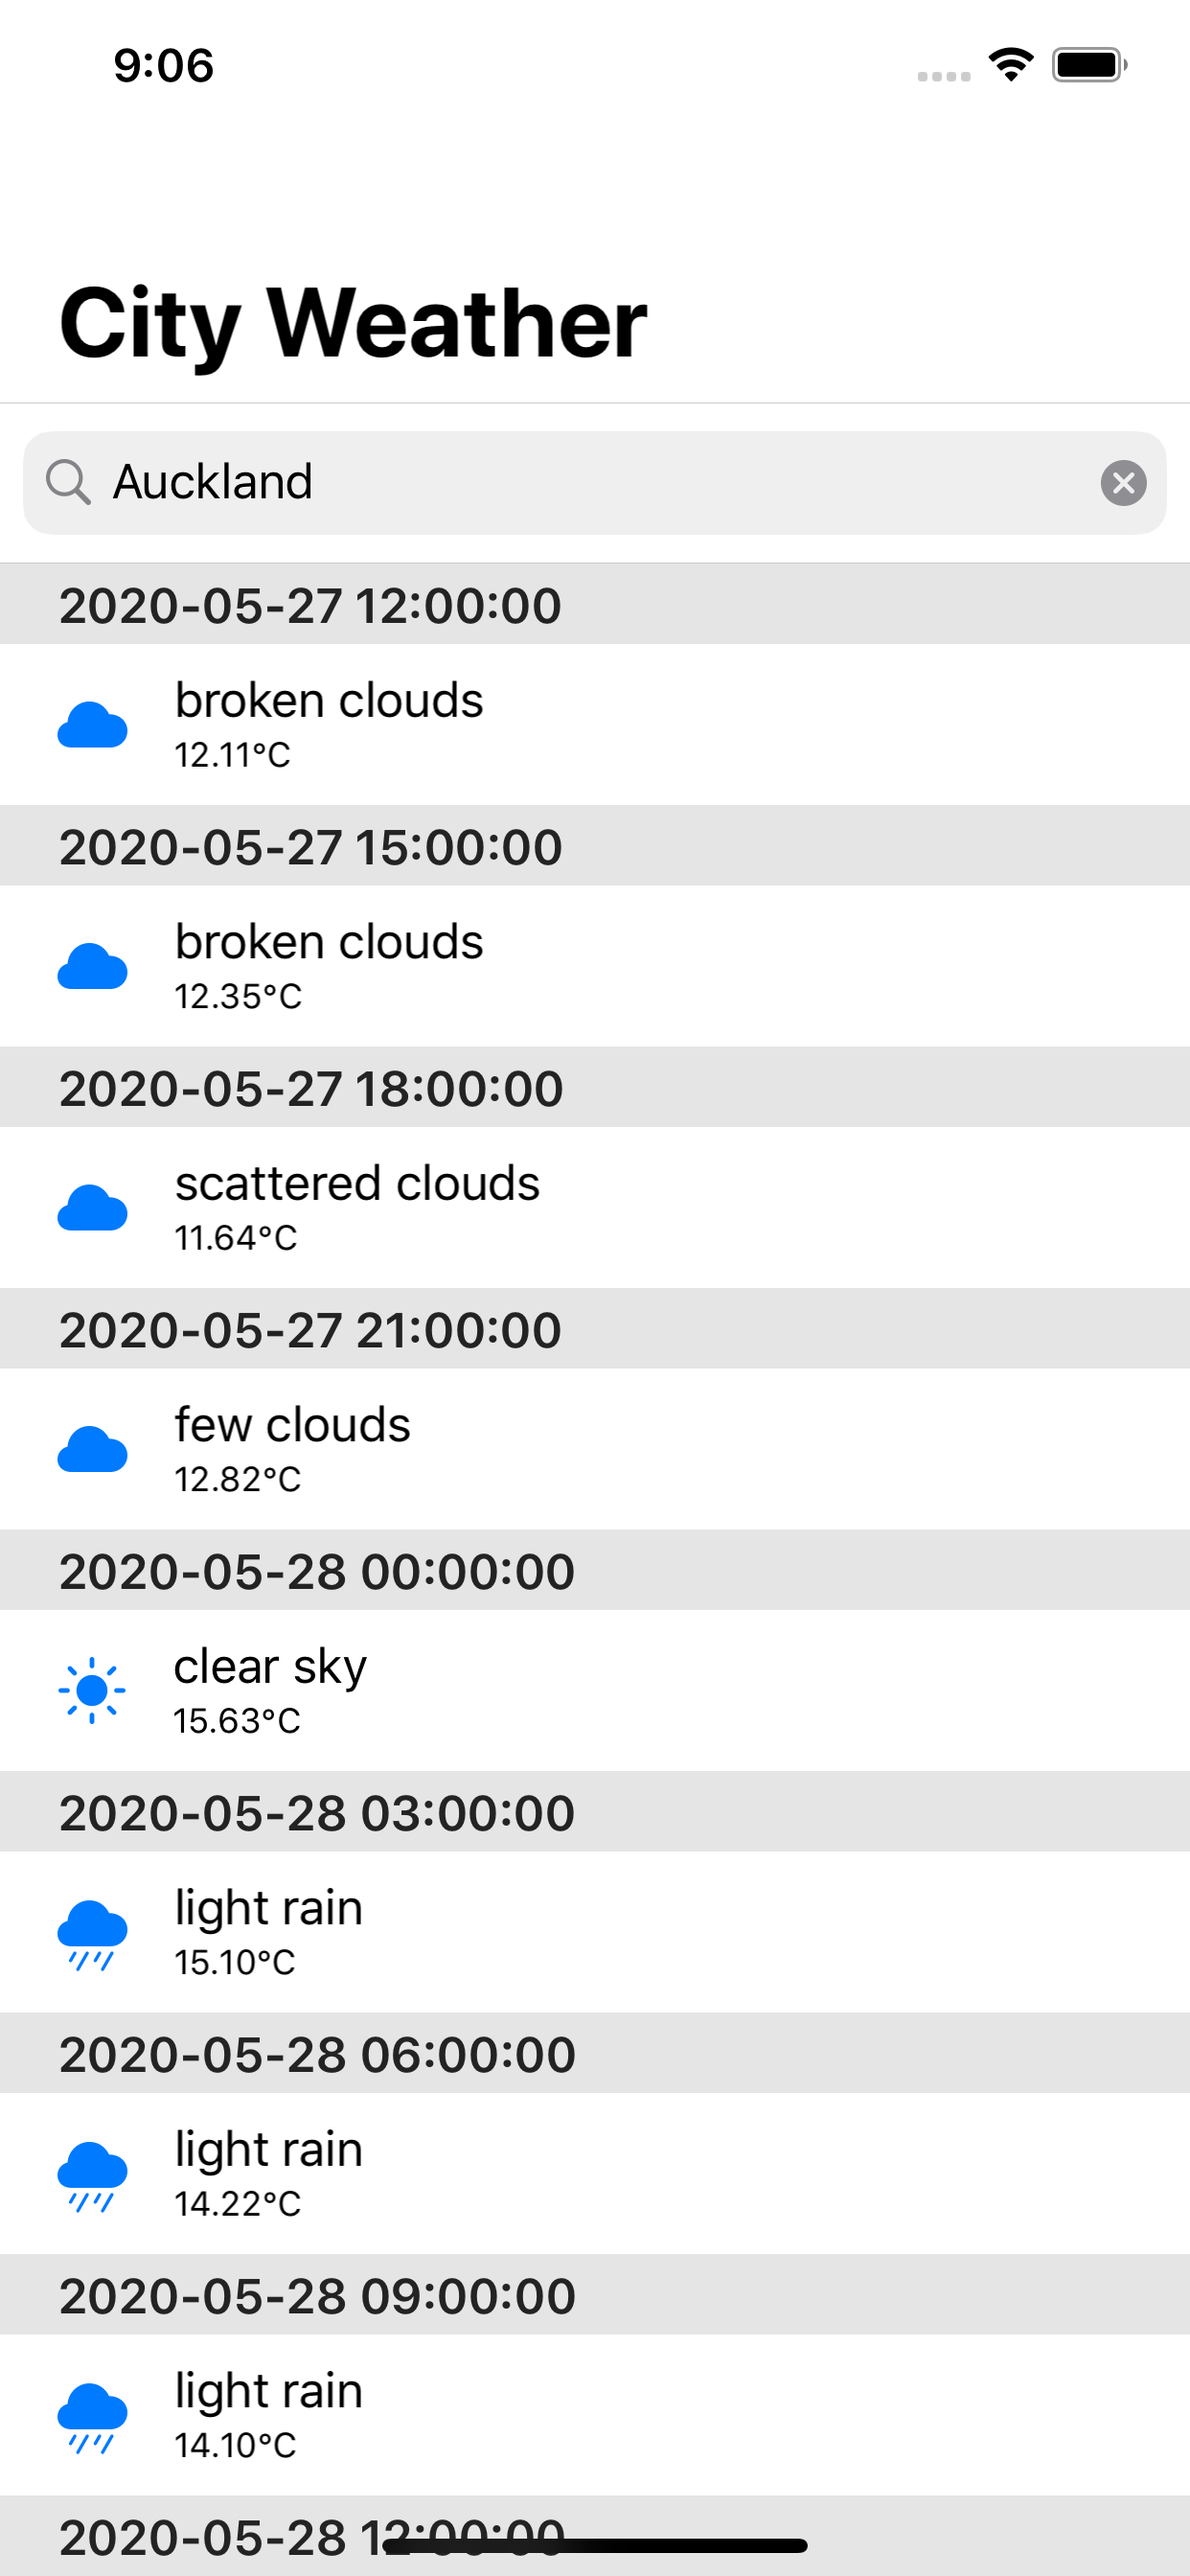 9:06
City Weather
Auckland
2020-05-27 12:00:00
broken clouds
12.11°C
2020-05-27 15:00:00
broken clouds
12.35°C
2020-05-27 18:00:00
scattered clouds
11.64°C
2020-05-27 21:00:00
few clouds
12.82°C
2020-05-28 00:00:00
clear sky
15.63°C
2020-05-28 03:00:00
light rain
15.10°C
2020-05-28 06:00:00
light rain
14.22°C
2020-05-28 09:00:00
light rain
14.10°C
2020-05-28 12:00:00